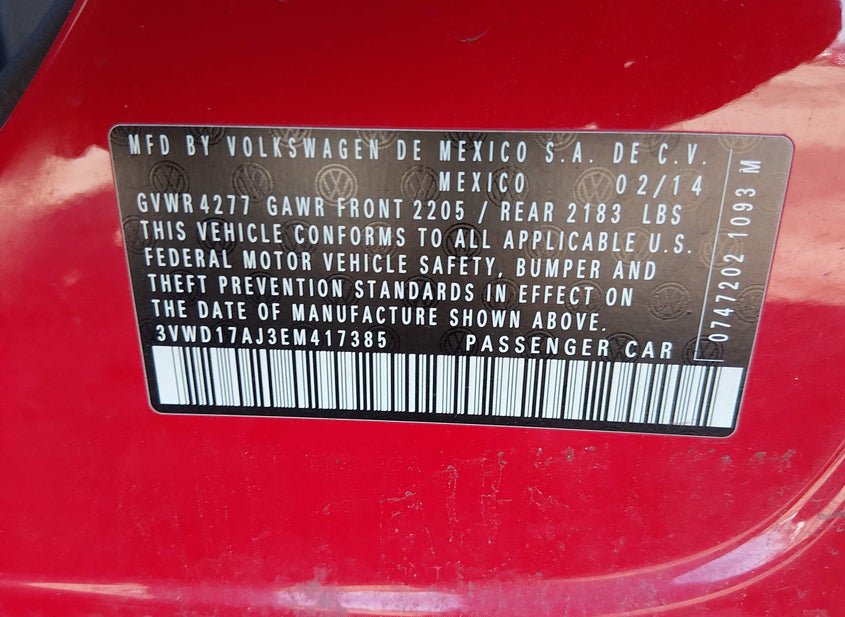 MFD BY VOLKSWAGEN DE MEXICO S.A. DE C.V.
MEXICO 02/14
GVWR 4277 GAWR FRONT 2205 / REAR 2183 LBS
THIS VEHICLE CONFORMS TO ALL APPLICABLE U.S.
FEDERAL MOTOR VEHICLE SAFETY, BUMPER AND
THEFT PREVENTION STANDARDS IN EFFECT ON
THE DATE OF MANUFACTURE SHOWN ABOVE.
3VWD17AJ3EM417385 PASSENGER CAR
0747202 1093 M